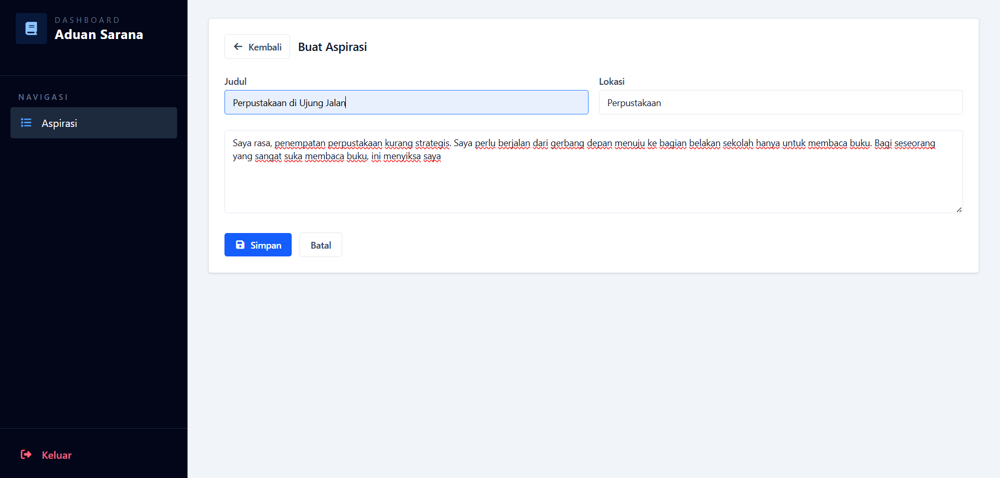 DASHBOARD
Aduan Sarana
NAVIGASI
Aspirasi
Keluar
Kembali
Buat Aspirasi
Judul
Perpustakaan di Ujung Jalan
Lokasi
Perpustakaan
Saya rasa, penempatan perpustakaan kurang strategis. Saya perlu berjalan dari gerbang depan menuju ke bagian belakan sekolah hanya untuk membaca buku. Bagi seseorang
yang sangat suka membaca buku, ini menyiksa saya
Simpan
Batal